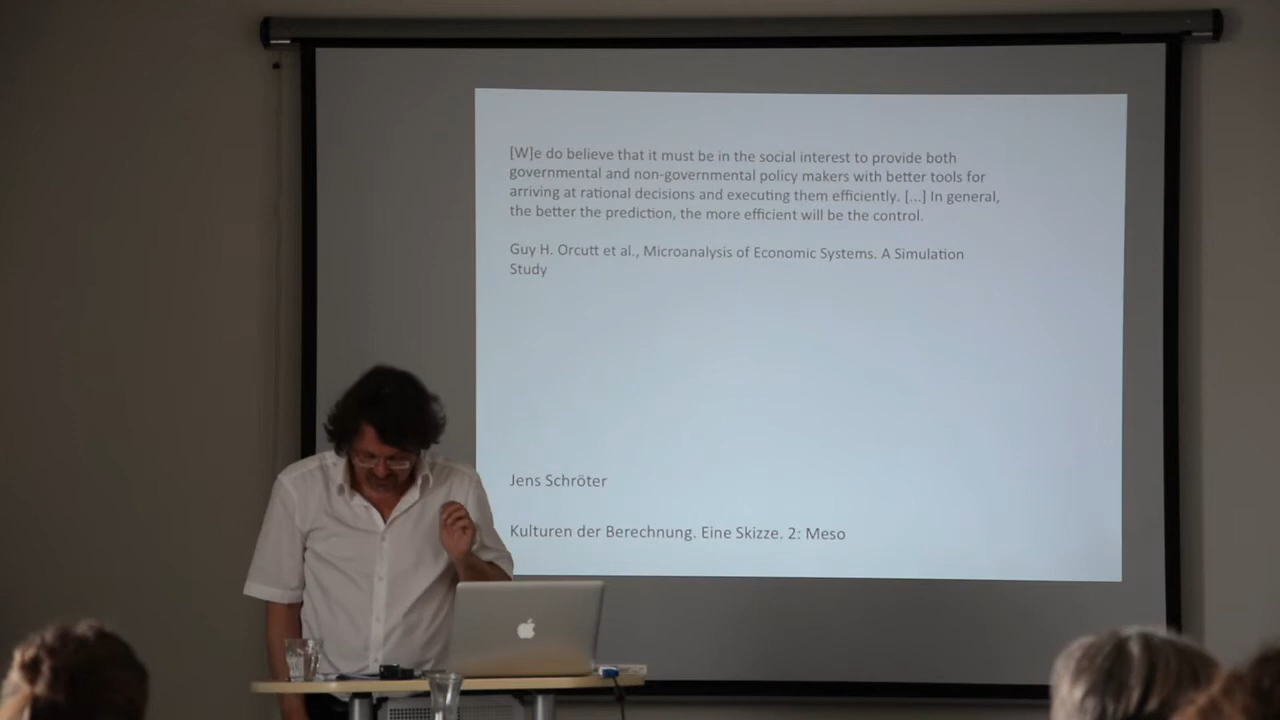 [W]e do believe that it must be in the social interest to provide both
governmental and non-governmental policy makers with better tools for
arriving at rational decisions and executing them efficiently. [...] In general,
the better the prediction, the more efficient will be the control.
Guy H. Orcutt et al., Microanalysis of Economic Systems. A Simulation
Study
Jens Schröter
Kulturen der Berechnung. Eine Skizze. 2: Meso